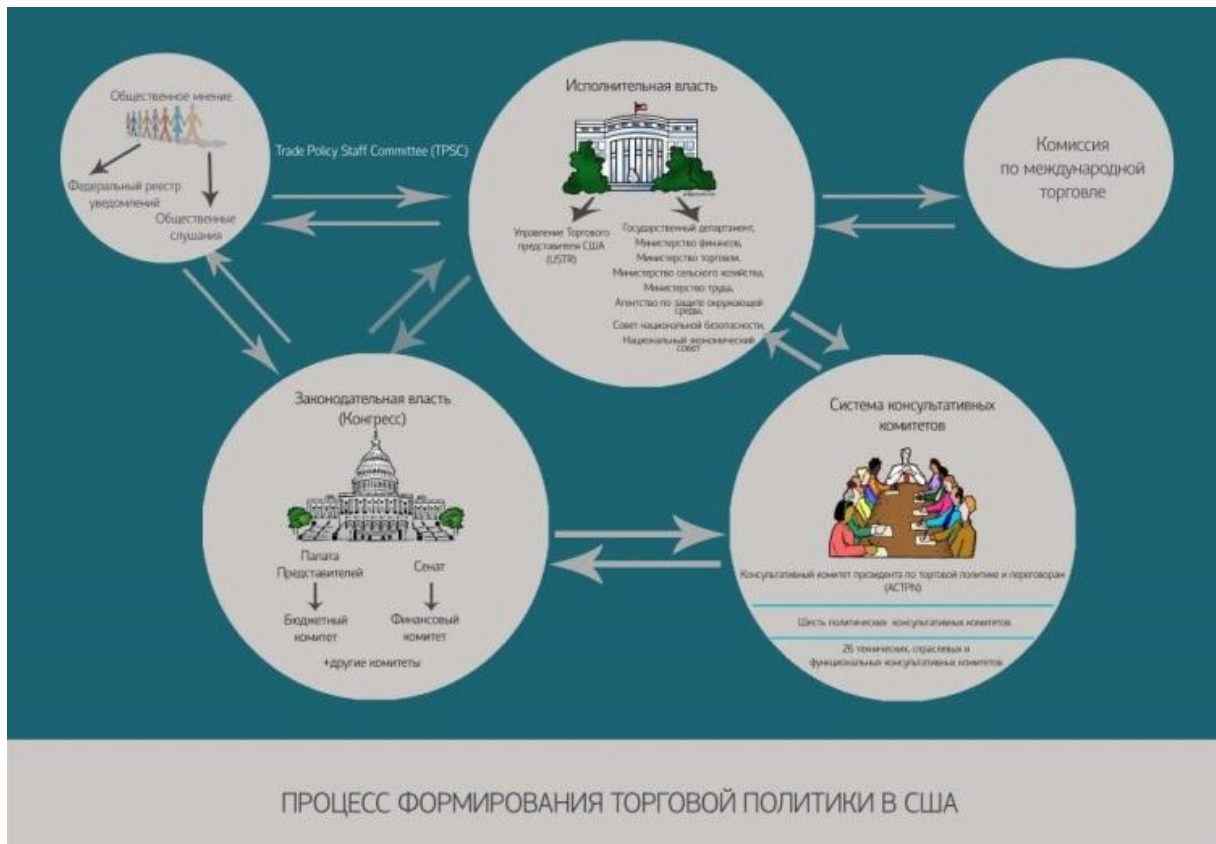 Общественное мнение
Федеральный реестр
уведомлений
Общественные
слушания
Trade Policy Staff Committee (TPSC)
Исполнительная власть
Управление Торгового
представителя США
(USTR)
Государственный департамент,
Министерство финансов,
Министерство торговли,
Министерство сельского хозяйства,
Министерство труда,
Агентство по защите окружающей
среды,
Совет национальной безопасности,
Национальный экономический
совет
Комиссия
по международной
торговле
Законодательная власть
(Конгресс)
Палата
Представителей
Сенат
Бюджетный
комитет
Финансовый
комитет
+другие комитеты
Система консультативных
комитетов
Консультативный комитет президента по торговой политике и переговорам
(ACTPN)
Шесть политических консультативных комитетов
26 технических, отраслевых и
функциональных консультативных комитетов
ПРОЦЕСС ФОРМИРОВАНИЯ ТОРГОВОЙ ПОЛИТИКИ В США